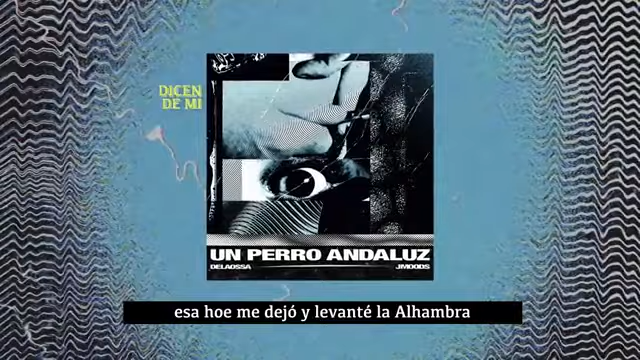 DICEN
DE MI
UN PERRO ANDALUZ
DELAOSSA JMOODS
esa hoe me dejó y levanté la Alhambra